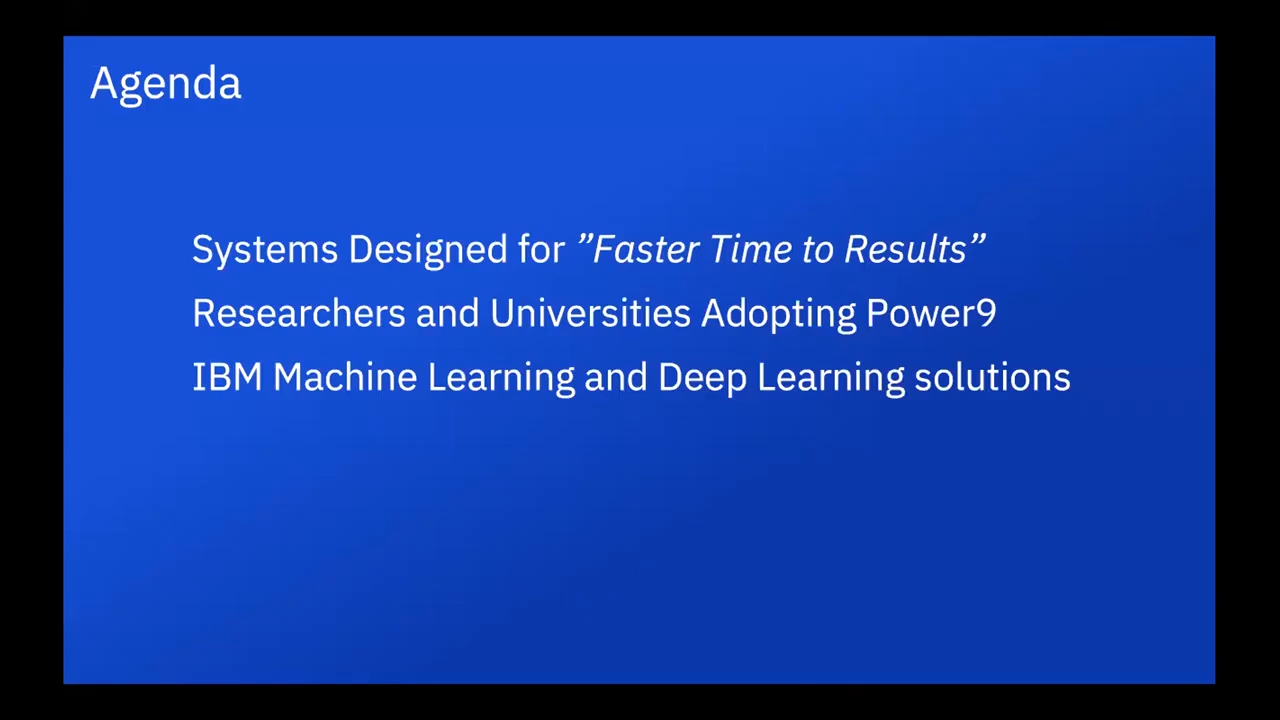 Agenda
Systems Designed for ”Faster Time to Results”
Researchers and Universities Adopting Power9
IBM Machine Learning and Deep Learning solutions